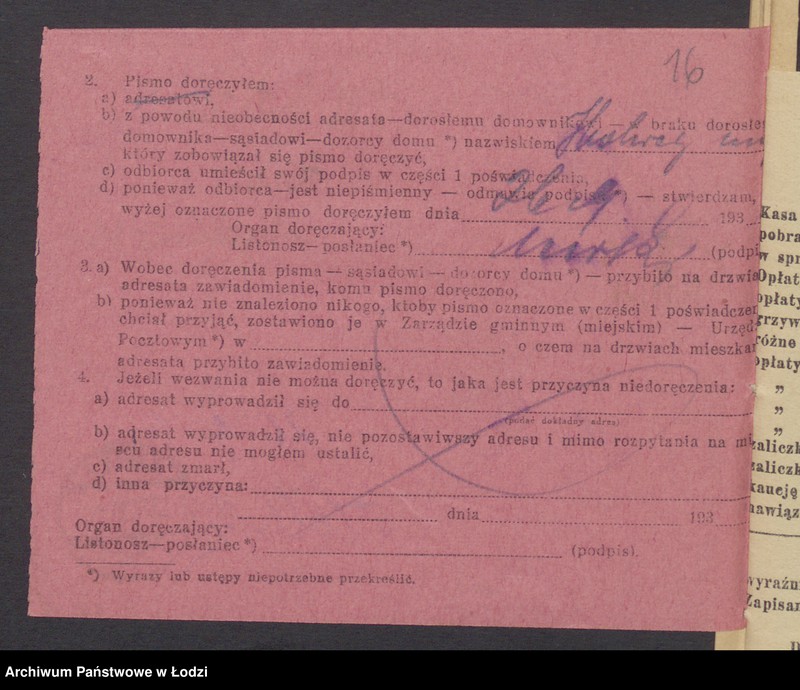 16
2. Pismo doręczyłem:
a) adresatowi,
b) z powodu nieobecności adresata—dorosłemu domownikowi — z braku dorosłe
domownika—sąsiadowi—dozorcy domu *) nazwiskiem
który zobowiązał się pismo doręczyć,
c) odbiorca umieścił swój podpis w części 1 poświadczenia,
d) ponieważ odbiorca—jest niepiśmienny — odmawia podpisu *) — stwierdzam,
wyżej oznaczone pismo doręczyłem dnia 193
Organ doręczający:
Listonosz—posłaniec *) (podpi
3. a) Wobec doręczenia pisma — sąsiadowi — dozorcy domu *) — przybito na drzwia
adresata zawiadomienie, komu pismo doręczono,
b) ponieważ nie znaleziono nikogo, ktoby pismo oznaczone w części 1 poświadczen
chciał przyjąć, zostawiono je w Zarządzie gminnym (miejskim) — Urzęd
Pocztowym *) w , o czem na drzwiach mieszkan
adresata przybito zawiadomienie.
4. Jeżeli wezwania nie można doręczyć, to jaka jest przyczyna niedoręczenia:
a) adresat wyprowadził się do
(podać dokładny adres)
b) adresat wyprowadził się, nie pozostawiwszy adresu i mimo rozpytania na mi
scu adresu nie mogłem ustalić,
c) adresat zmarł,
d) inna przyczyna:
dnia 193
Organ doręczający:
Listonosz—posłaniec *) (podpis).
*) Wyrazy lub ustępy niepotrzebne przekreślić.
Kasa
pobra
w spr
Opłat
opłaty
grzyw
różne
opłaty
„
„
„
zaliczk
zaliczk
kaucję
nawiąz
wyraźni
Zapisan
Archiwum Państwowe w Łodzi